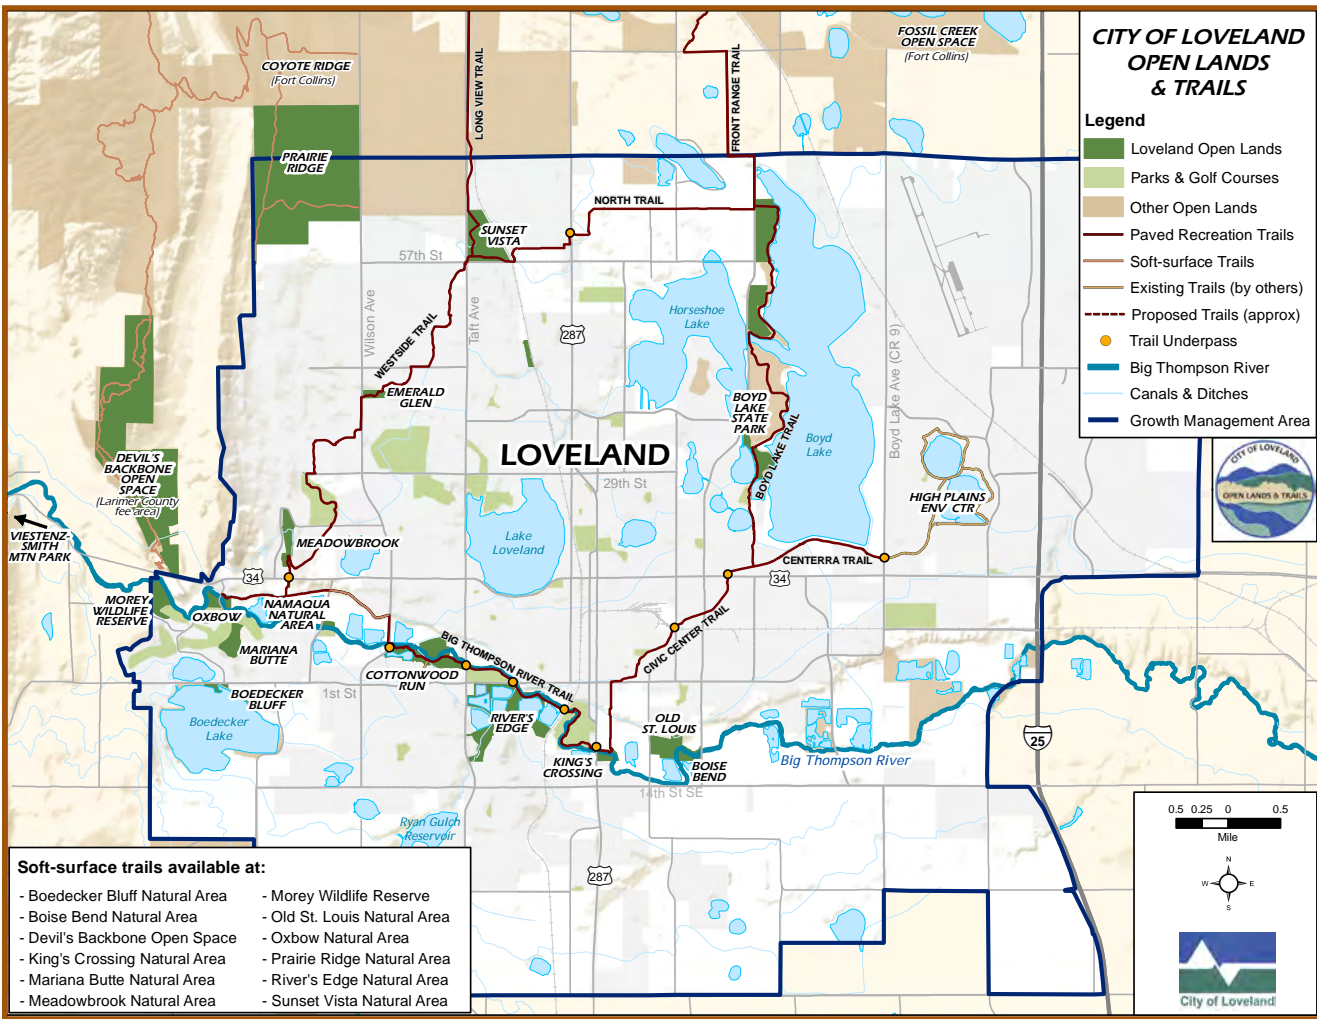 CITY OF LOVELAND
OPEN LANDS
& TRAILS
Legend
Loveland Open Lands
Parks & Golf Courses
Other Open Lands
Paved Recreation Trails
Soft-surface Trails
Existing Trails (by others)
Proposed Trails (approx)
Trail Underpass
Big Thompson River
Canals & Ditches
Growth Management Area
CITY OF LOVELAND
OPEN LANDS & TRAILS
COYOTE RIDGE
(Fort Collins)
FOSSIL CREEK
OPEN SPACE
(Fort Collins)
LONG VIEW TRAIL
FRONT RANGE TRAIL
PRAIRIE
RIDGE
NORTH TRAIL
SUNSET
VISTA
57th St
Wilson Ave
Taft Ave
WESTSIDE TRAIL
287
Horseshoe
Lake
Boyd Lake Ave (CR 9)
EMERALD
GLEN
BOYD
LAKE
STATE
PARK
BOYD LAKE TRAIL
Boyd
Lake
LOVELAND
29th St
DEVIL'S
BACKBONE
OPEN
SPACE
(Larimer County
fee area)
HIGH PLAINS
ENV CTR
VIESTENZ-
SMITH
MTN PARK
MEADOWBROOK
Lake
Loveland
CENTERRA TRAIL
34
34
MOREY
WILDLIFE
RESERVE
OXBOW
NAMAQUA
NATURAL
AREA
MARIANA
BUTTE
BIG THOMPSON RIVER TRAIL
CIVIC CENTER TRAIL
COTTONWOOD
RUN
1st St
BOEDECKER
BLUFF
Boedecker
Lake
RIVER'S
EDGE
OLD
ST. LOUIS
KING'S
CROSSING
BOISE
BEND
Big Thompson River
25
14th St SE
Ryan Gulch
Reservoir
287
0.5 0.25 0 0.5
Mile
N
W E
S
City of Loveland
Soft-surface trails available at:
- Boedecker Bluff Natural Area
- Boise Bend Natural Area
- Devil's Backbone Open Space
- King's Crossing Natural Area
- Mariana Butte Natural Area
- Meadowbrook Natural Area
- Morey Wildlife Reserve
- Old St. Louis Natural Area
- Oxbow Natural Area
- Prairie Ridge Natural Area
- River's Edge Natural Area
- Sunset Vista Natural Area